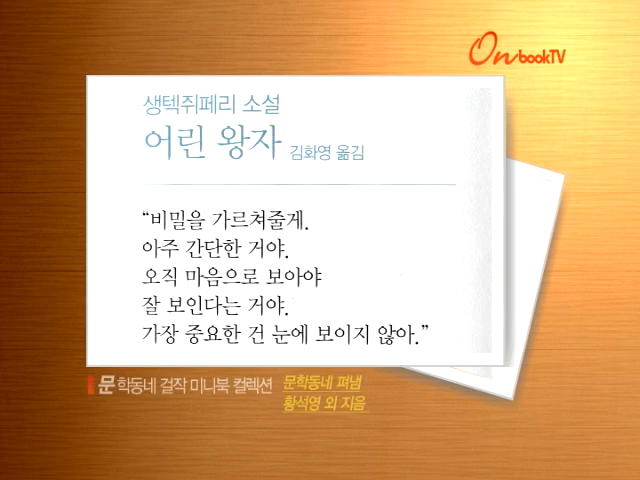 On bookTV
생텍쥐페리 소설
어린 왕자 김화영 옮김
“비밀을 가르쳐줄게.
아주 간단한 거야.
오직 마음으로 보아야
잘 보인다는 거야.
가장 중요한 건 눈에 보이지 않아.”
문학동네 걸작 미니북 컬렉션
문학동네 펴냄
황석영 외 지음